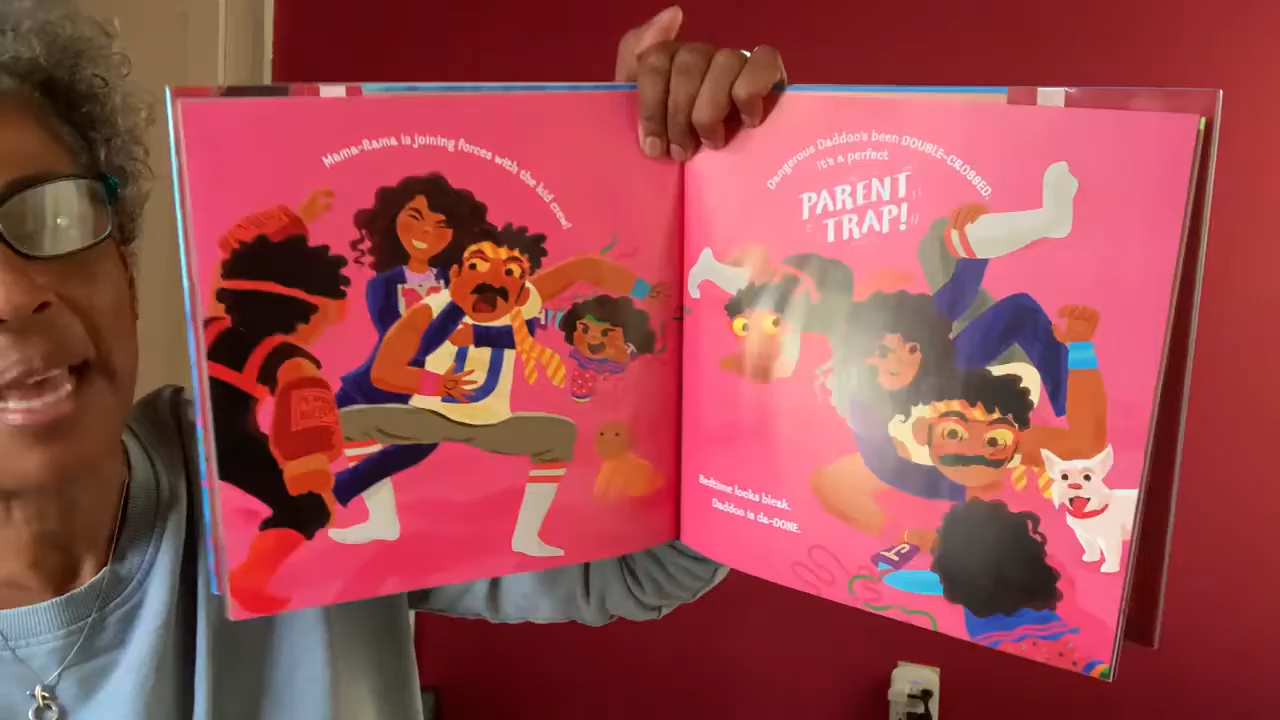 Mama-Rama is joining forces with the kid crew!
Dangerous Daddoo's been DOUBLE-CROSSED.
It's a perfect
PARENT
TRAP!
Bedtime looks bleak.
Daddoo is da-DONE.